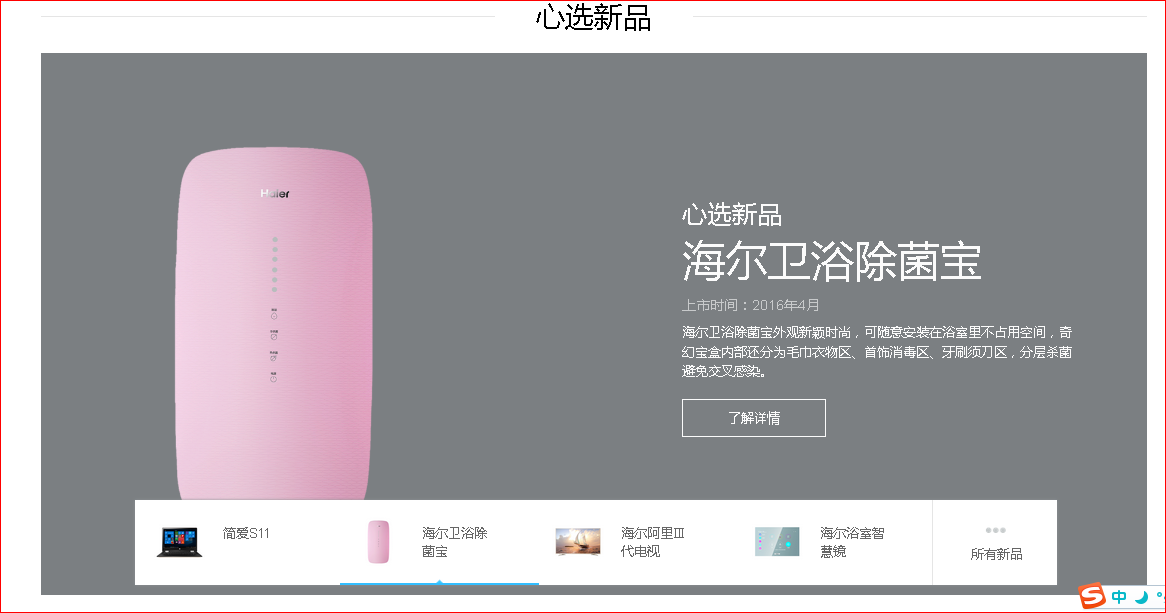 心选新品
Haier
心选新品
海尔卫浴除菌宝
上市时间：2016年4月
海尔卫浴除菌宝外观新颖时尚，可随意安装在浴室里不占用空间，奇
幻宝盒内部还分为毛巾衣物区、首饰消毒区、牙刷须刀区，分层杀菌
避免交叉感染。
了解详情
简爱S11
海尔卫浴除
菌宝
海尔阿里III
代电视
海尔浴室智
慧镜
所有新品
S 中